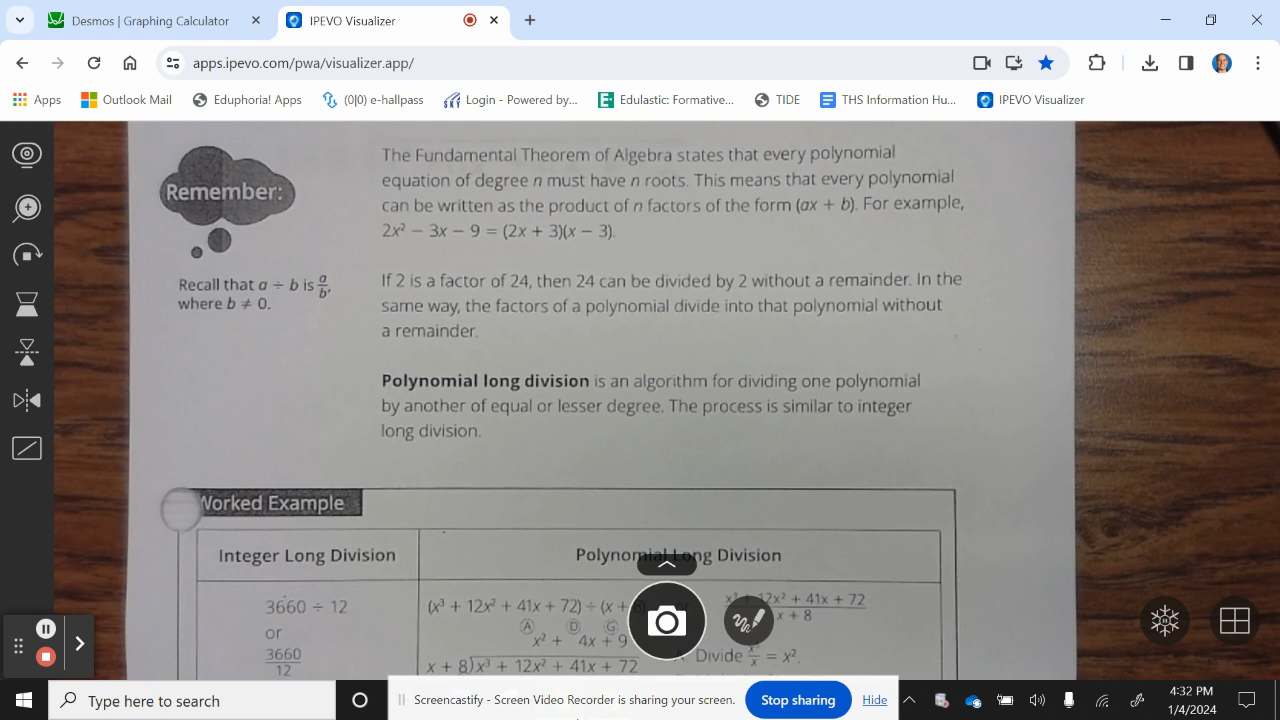 Desmos | Graphing Calculator
IPEVO Visualizer
apps.ipevo.com/pwa/visualizer.app/
Apps
Outlook Mail
Eduphoria! Apps
(0|0) e-hallpass
Login - Powered by...
Edulastic: Formative...
TIDE
THS Information Hu...
IPEVO Visualizer
Remember:
Recall that a ÷ b is a/b,
where b ≠ 0.
The Fundamental Theorem of Algebra states that every polynomial
equation of degree n must have n roots. This means that every polynomial
can be written as the product of n factors of the form (ax + b). For example,
2x² − 3x − 9 = (2x + 3)(x − 3).
If 2 is a factor of 24, then 24 can be divided by 2 without a remainder. In the
same way, the factors of a polynomial divide into that polynomial without
a remainder.
Polynomial long division is an algorithm for dividing one polynomial
by another of equal or lesser degree. The process is similar to integer
long division.
Worked Example
Integer Long Division
Polynomial Long Division
3660 ÷ 12
or
3660
12
(x³ + 12x² + 41x + 72) ÷ (x +
12x² + 41x + 72
x + 8
A D G
x² + 4x + 9
x + 8)x³ + 12x² + 41x + 72
Divide x³/x = x².
Type here to search
Screencastify - Screen Video Recorder is sharing your screen.
Stop sharing
Hide
4:32 PM
1/4/2024